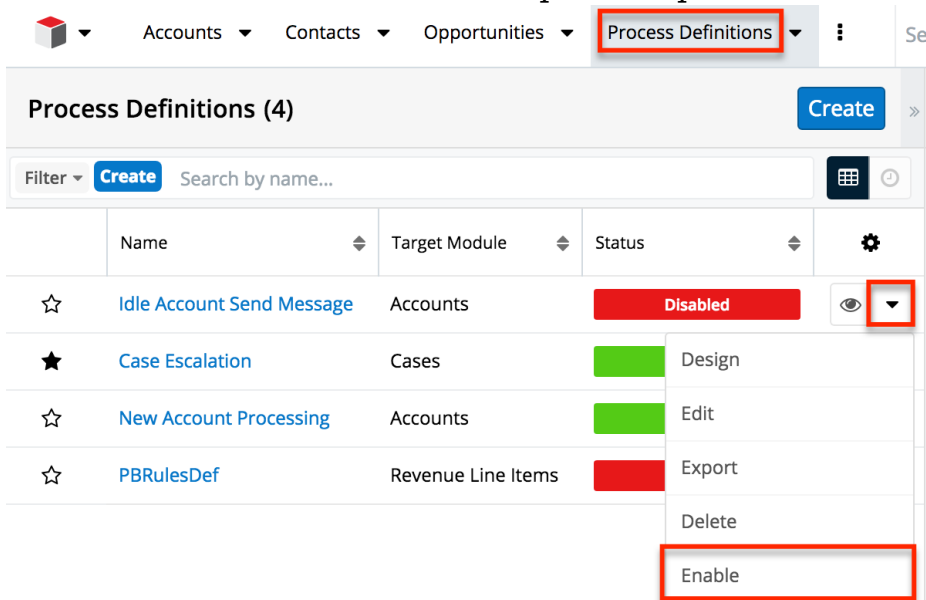 Accounts Contacts Opportunities Process Definitions Se
Process Definitions (4) Create »
Filter Create Search by name...
Name Target Module Status
Idle Account Send Message Accounts Disabled
Case Escalation Cases
Design
New Account Processing Accounts
Edit
PBRulesDef Revenue Line Items
Export
Delete
Enable